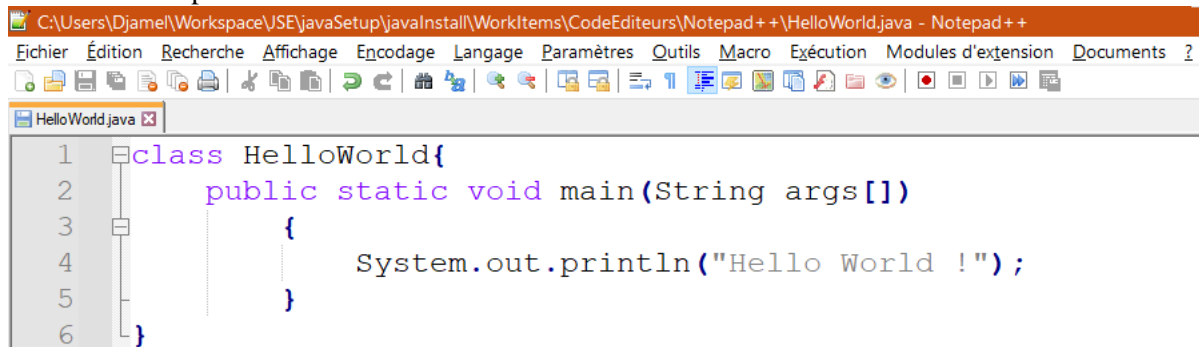 C:\Users\Djamel\Workspace\JSE\javaSetup\javaInstall\WorkItems\CodeEditeurs\Notepad++\HelloWorld.java - Notepad++
Fichier Édition Recherche Affichage Encodage Langage Paramètres Outils Macro Exécution Modules d'extension Documents ?
HelloWorld.java
1 class HelloWorld{
2 public static void main(String args[])
3 {
4 System.out.println("Hello World !");
5 }
6 }